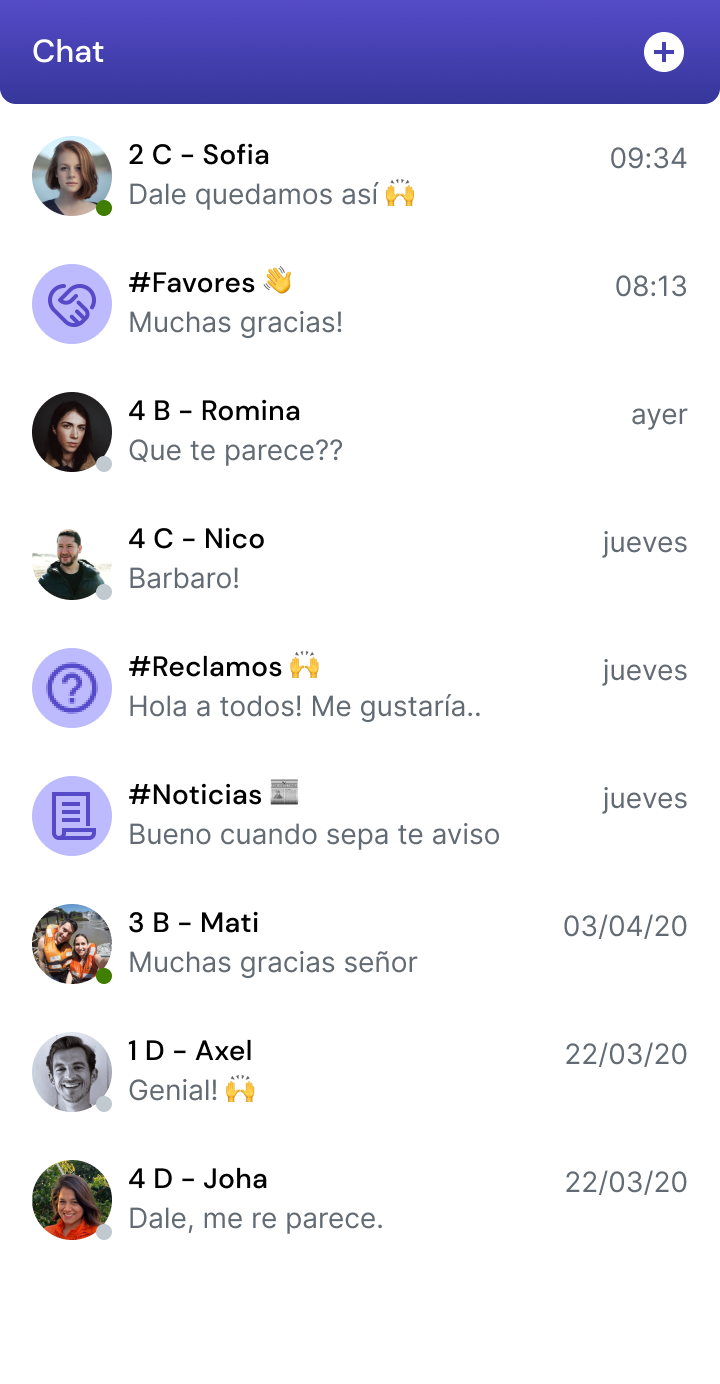 Chat
2 C - Sofia
09:34
Dale quedamos así 🙌
#Favores 👋
08:13
Muchas gracias!
4 B - Romina
ayer
Que te parece??
4 C - Nico
jueves
Barbaro!
#Reclamos 🙌
jueves
Hola a todos! Me gustaría..
#Noticias 📰
jueves
Bueno cuando sepa te aviso
3 B - Mati
03/04/20
Muchas gracias señor
1 D - Axel
22/03/20
Genial! 🙌
4 D - Joha
22/03/20
Dale, me re parece.